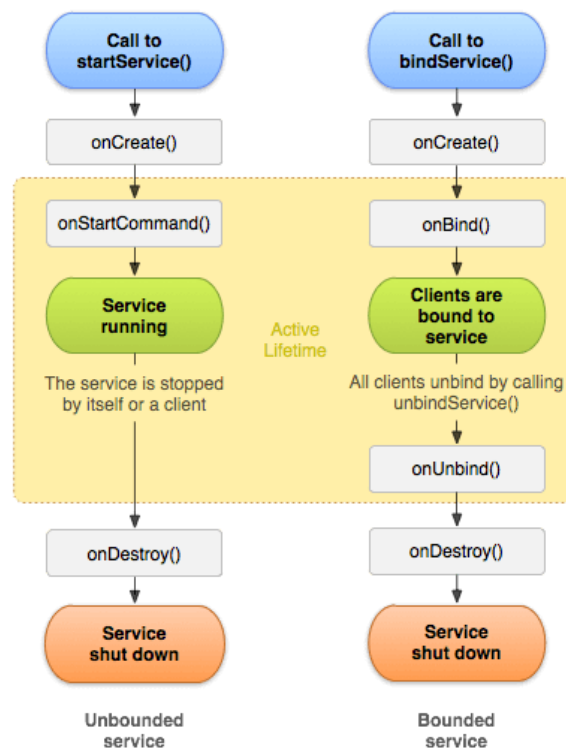 Call to
startService()
onCreate()
onStartCommand()
Service
running
The service is stopped
by itself or a client
onDestroy()
Service
shut down
Unbounded
service
Active
Lifetime
Call to
bindService()
onCreate()
onBind()
Clients are
bound to
service
All clients unbind by calling
unbindService()
onUnbind()
onDestroy()
Service
shut down
Bounded
service